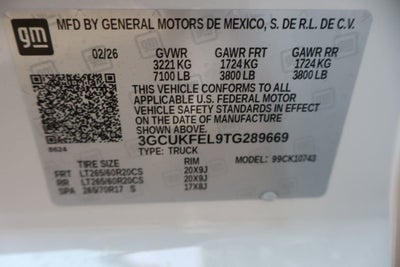 gm
MFD BY GENERAL MOTORS DE MEXICO, S. DE R.L. DE C.V.
02/26 GVWR GAWR FRT GAWR RR
3221 KG 1724 KG 1724 KG
7100 LB 3800 LB 3800 LB
THIS VEHICLE CONFORMS TO ALL
APPLICABLE U.S. FEDERAL MOTOR
VEHICLE SAFETY STANDARDS IN EFFECT ON
THE DATE OF MANUFACTURE SHOWN ABOVE.
3GCUKFEL9TG289669
8624 TYPE: TRUCK MODEL: 99CK10743
TIRE SIZE RIM
FRT LT265/60R20CS 20X9J
RR LT265/60R20CS 20X9J
SPA 265/70R17 S 17X8J